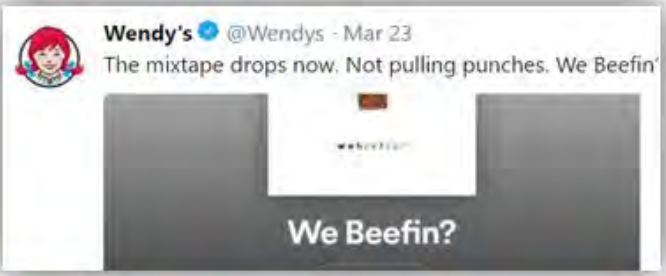 Wendy's @Wendys · Mar 23
The mixtape drops now. Not pulling punches. We Beefin'
We Beefin?